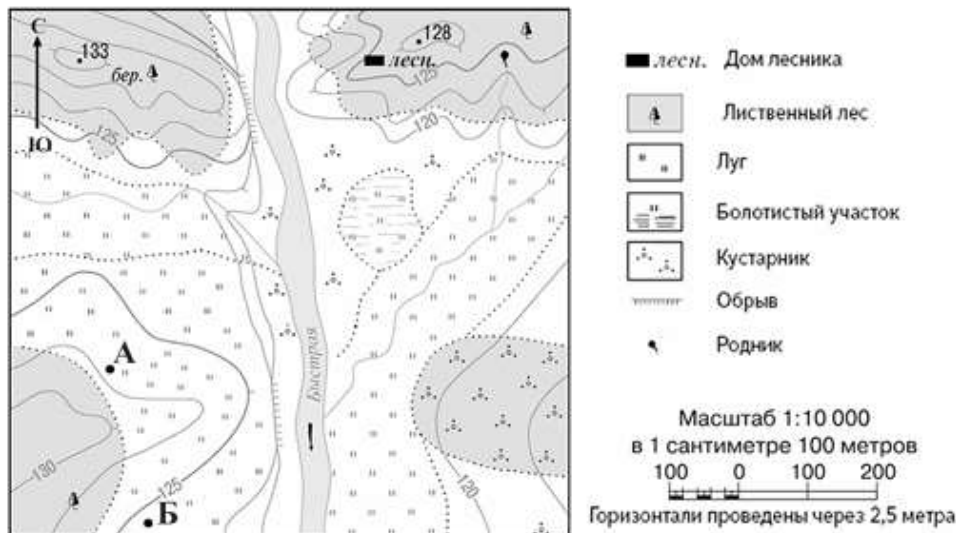 С
133
бер.
128
лесн.
125
120
125
Ю
Быстрая
А
130
125
Б
120
лесн. Дом лесника
Лиственный лес
Луг
Болотистый участок
Кустарник
Обрыв
Родник
Масштаб 1:10 000
в 1 сантиметре 100 метров
100 0 100 200
Горизонтали проведены через 2,5 метра